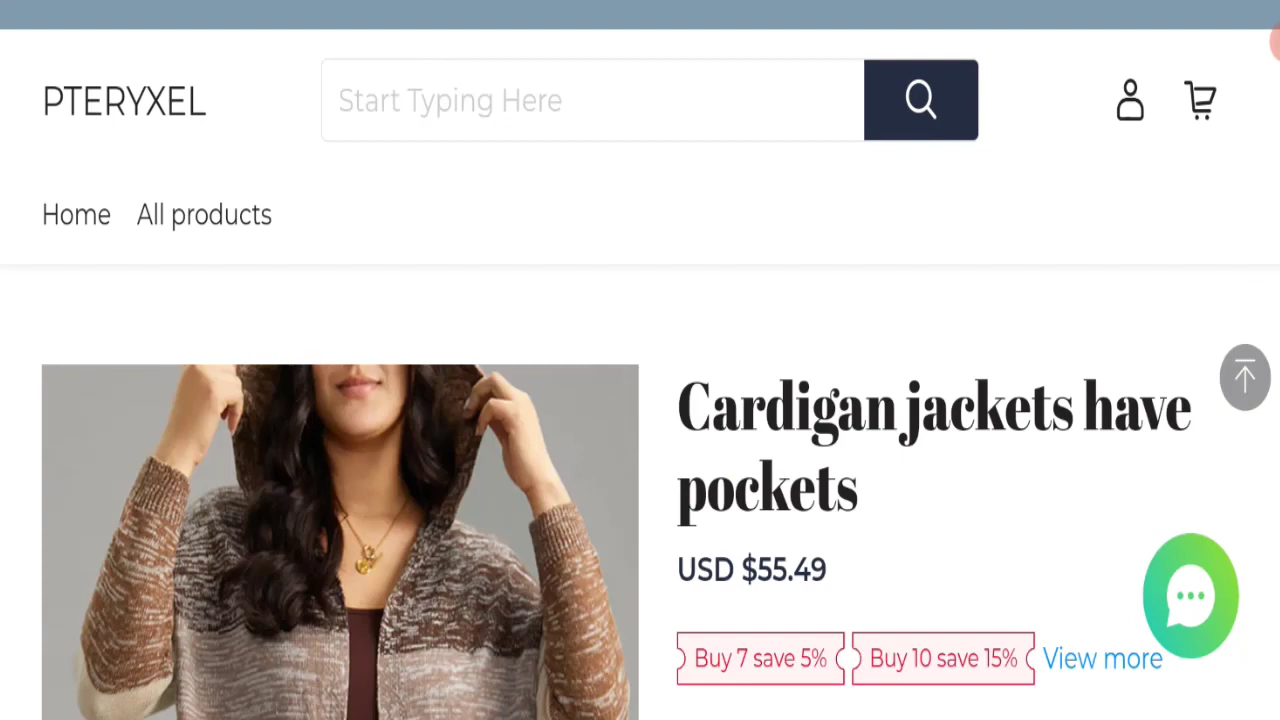 PTERYXEL
Start Typing Here
Home All products
Cardigan jackets have
pockets
USD $55.49
Buy 7 save 5% Buy 10 save 15% View more